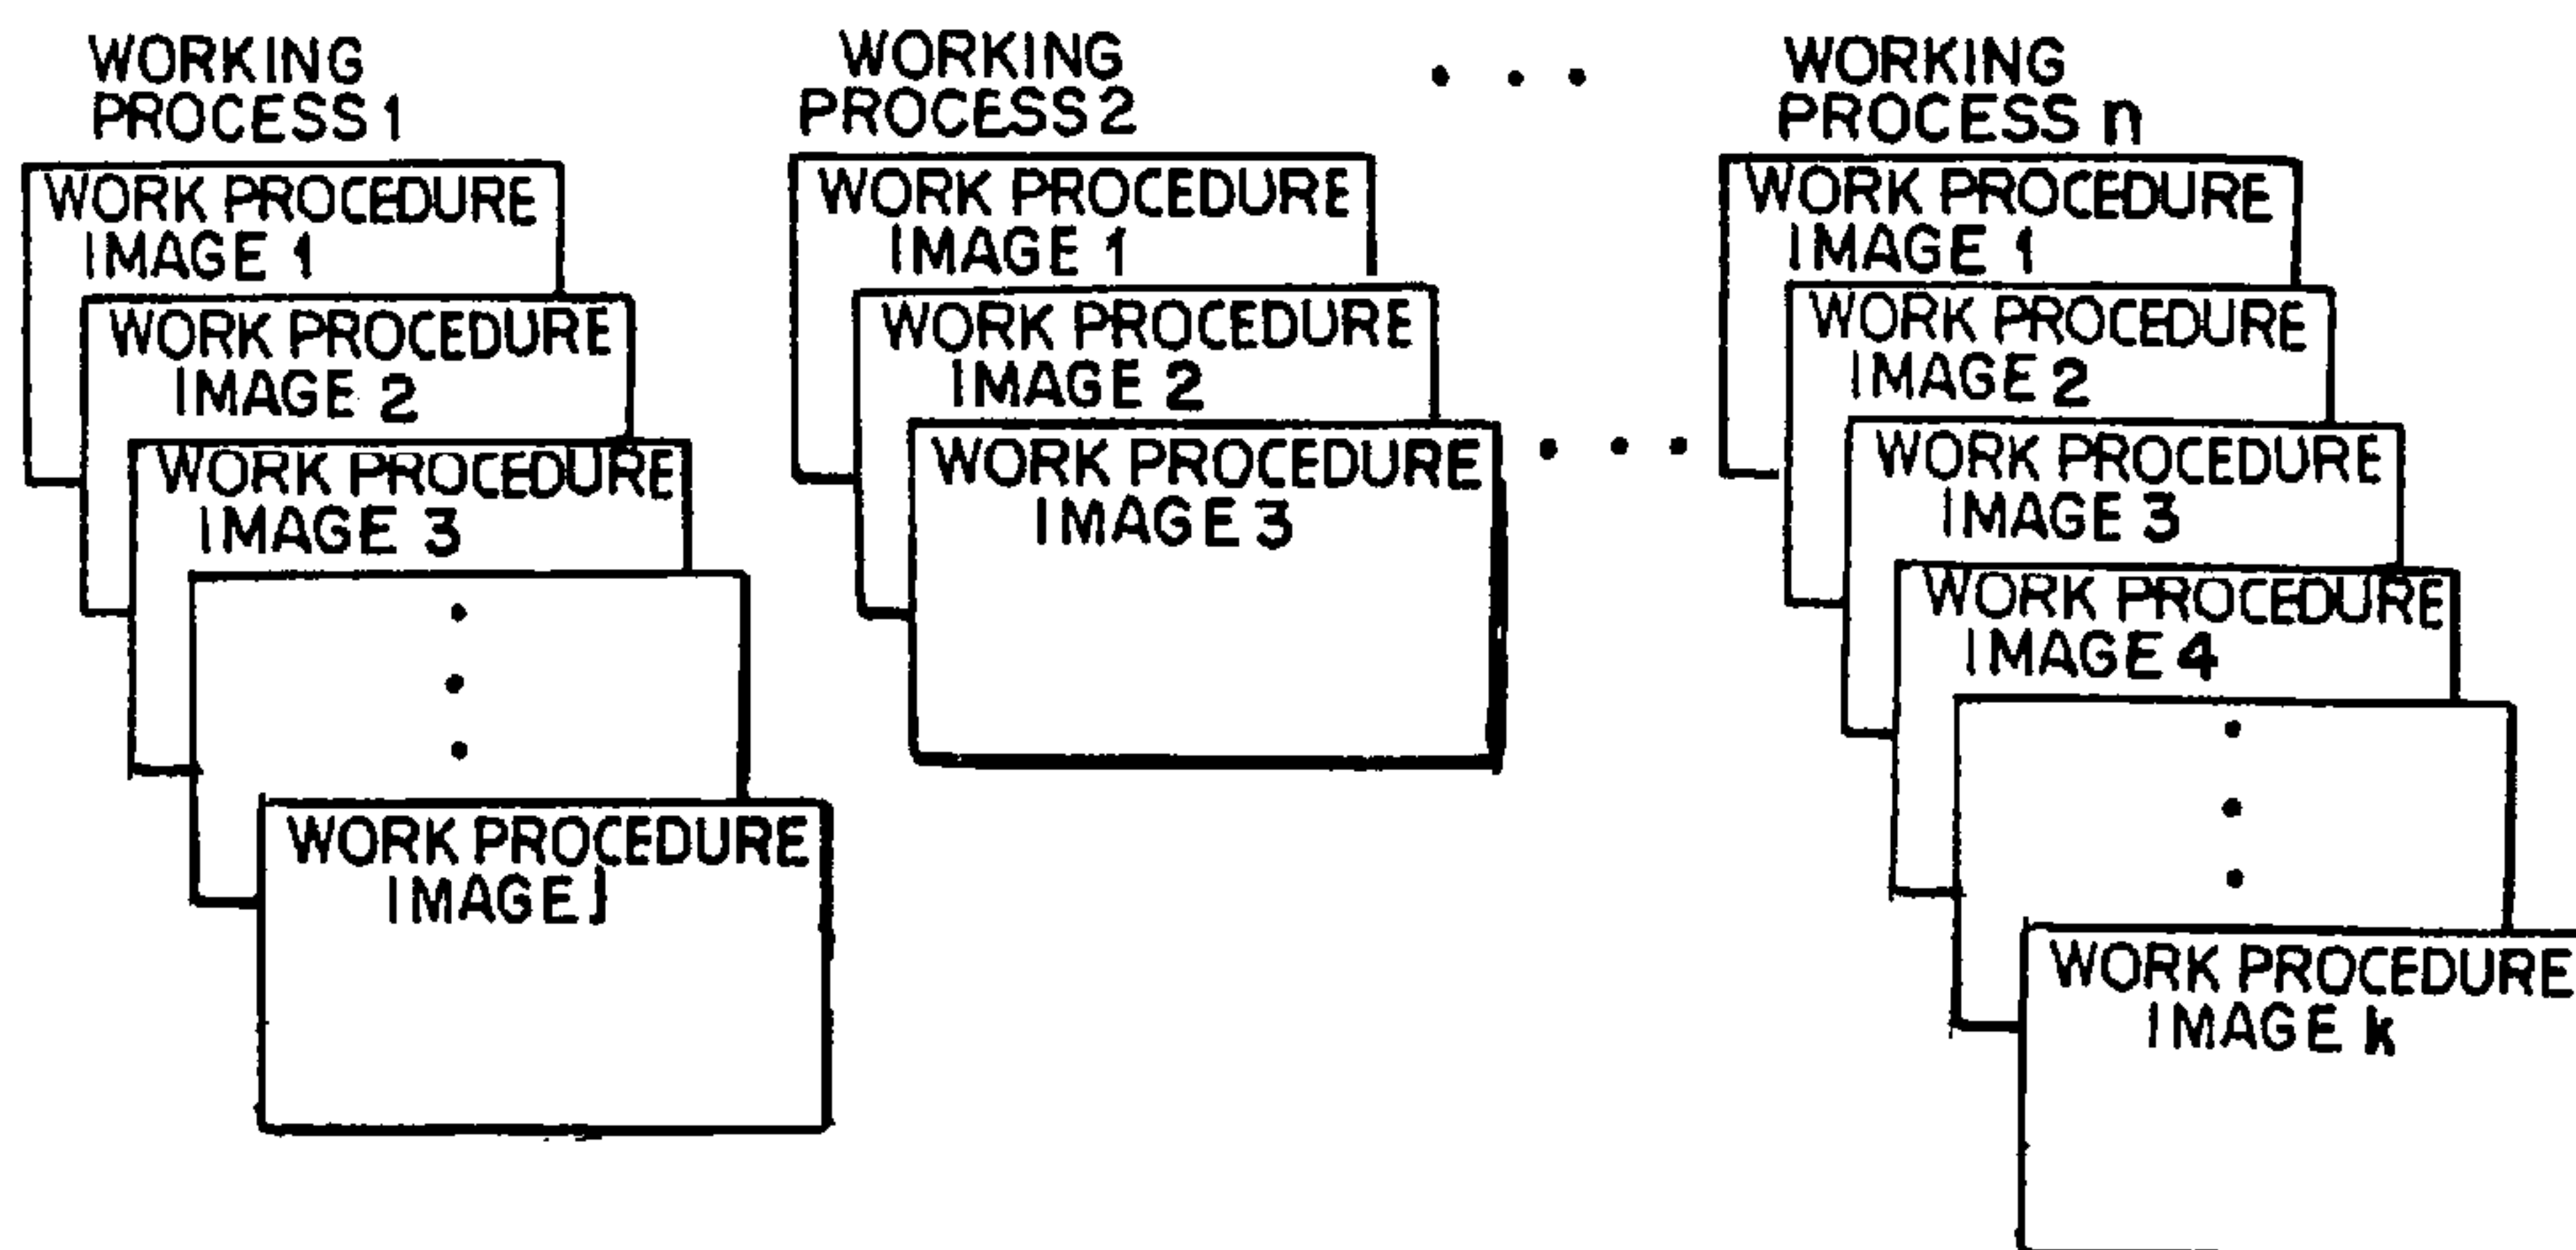 WORKING
PROCESS 1
WORK PROCEDURE
IMAGE 1
WORK PROCEDURE
IMAGE 2
WORK PROCEDURE
IMAGE 3
WORK PROCEDURE
IMAGE j
WORKING
PROCESS 2
WORK PROCEDURE
IMAGE 1
WORK PROCEDURE
IMAGE 2
WORK PROCEDURE
IMAGE 3
. . .
. . .
WORKING
PROCESS n
WORK PROCEDURE
IMAGE 1
WORK PROCEDURE
IMAGE 2
WORK PROCEDURE
IMAGE 3
WORK PROCEDURE
IMAGE 4
WORK PROCEDURE
IMAGE k